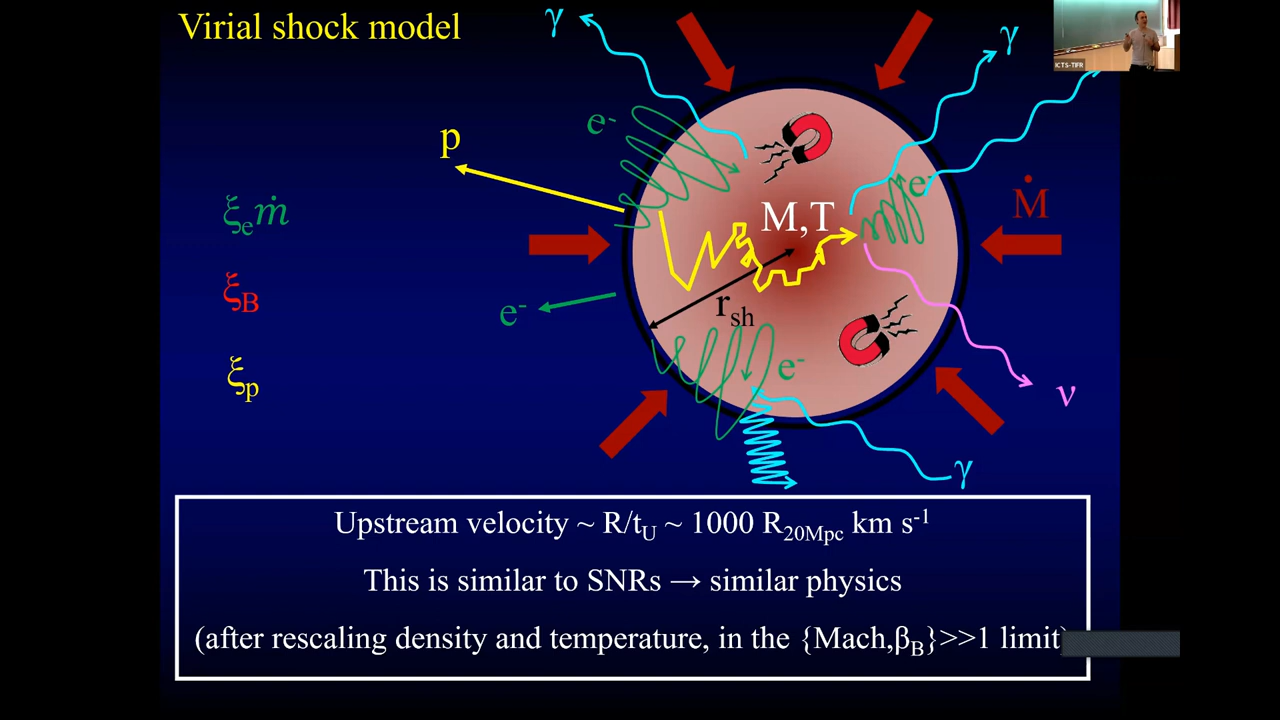 Virial shock model
γ
γ
e⁻
p
e⁻
ξₑṁ
M,T
Ṁ
ξ_B
r_sh
e⁻
ξ_p
e⁻
ν
γ
Upstream velocity ~ R/t_U ~ 1000 R_20Mpc km s⁻¹
This is similar to SNRs → similar physics
(after rescaling density and temperature, in the {Mach,β_B}>>1 limit)
ICTS-TIFR